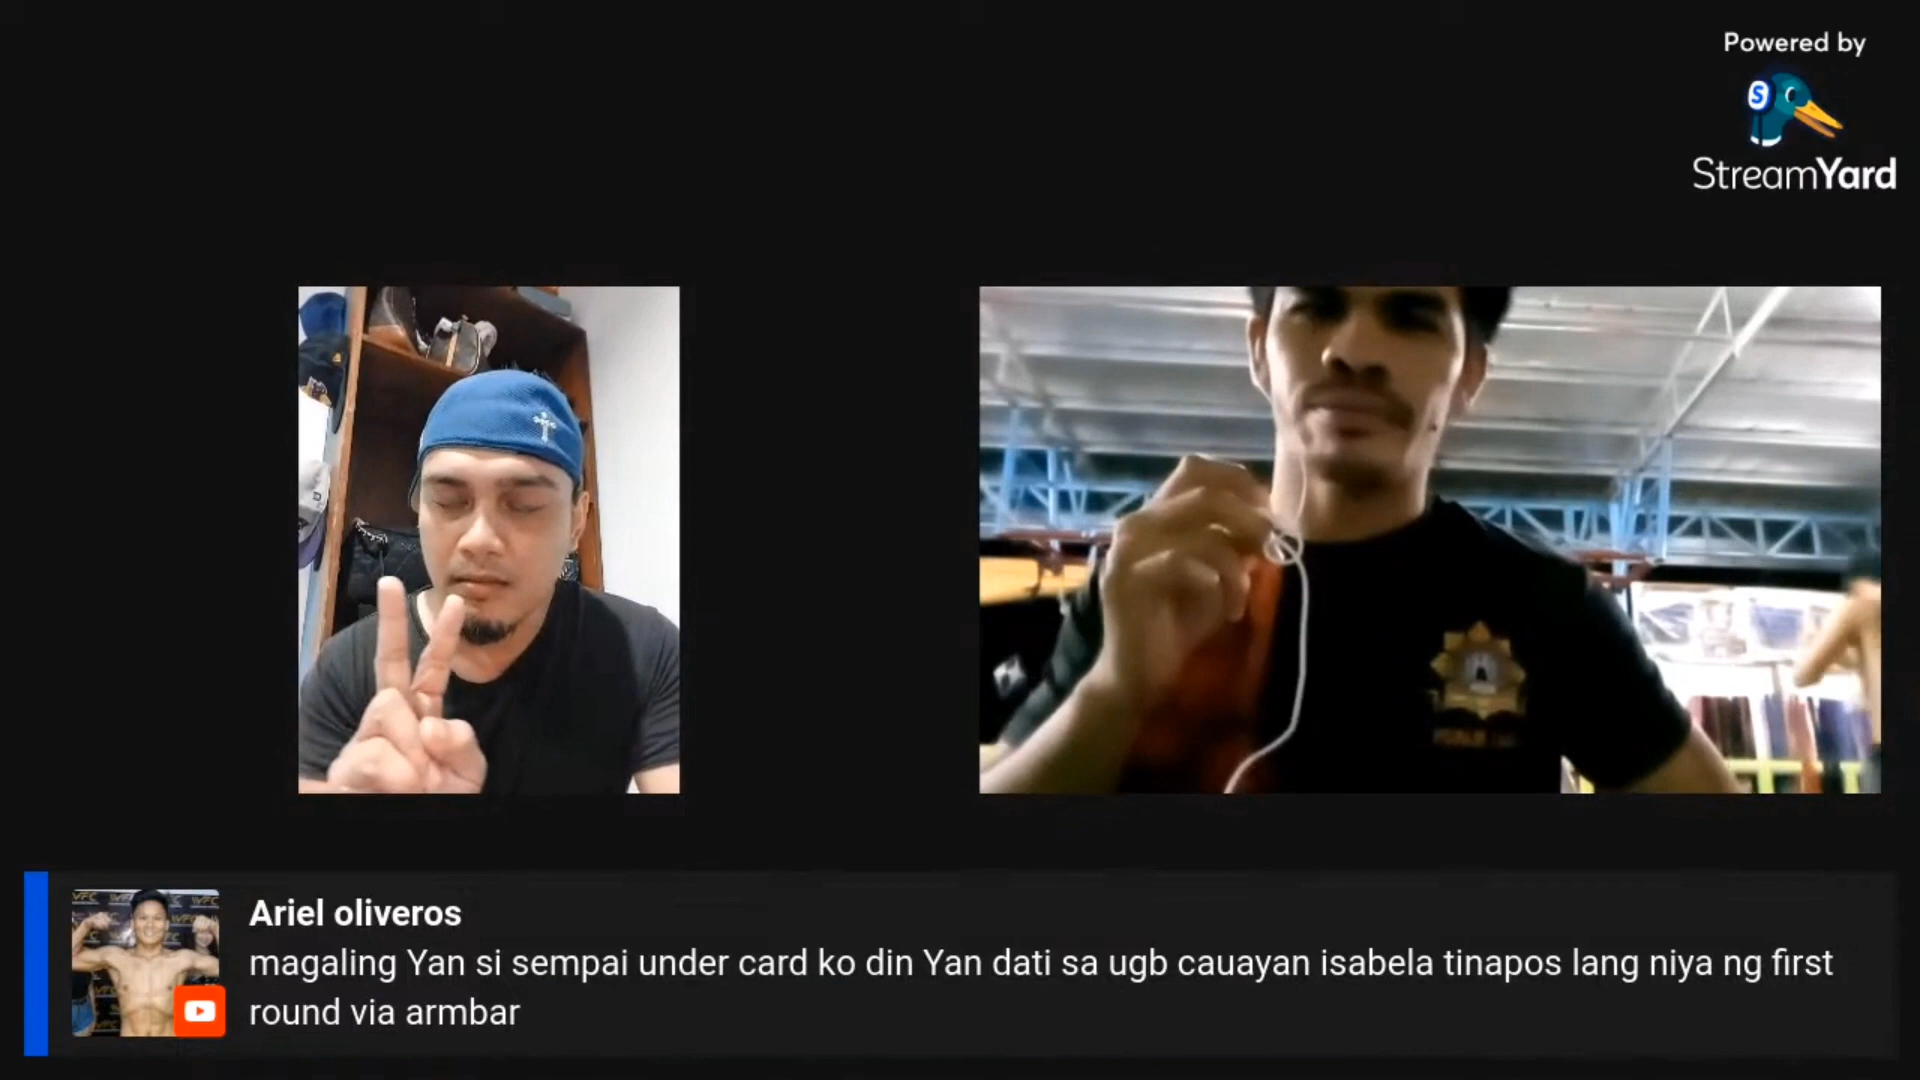 Powered by
S
StreamYard
Ariel oliveros
magaling Yan si sempai under card ko din Yan dati sa ugb cauayan isabela tinapos lang niya ng first
round via armbar